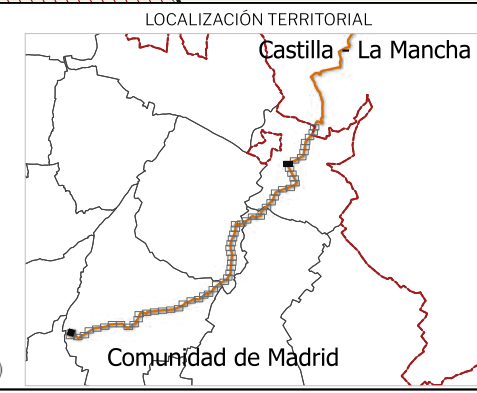 LOCALIZACIÓN TERRITORIAL
Castilla - La Mancha
Comunidad de Madrid